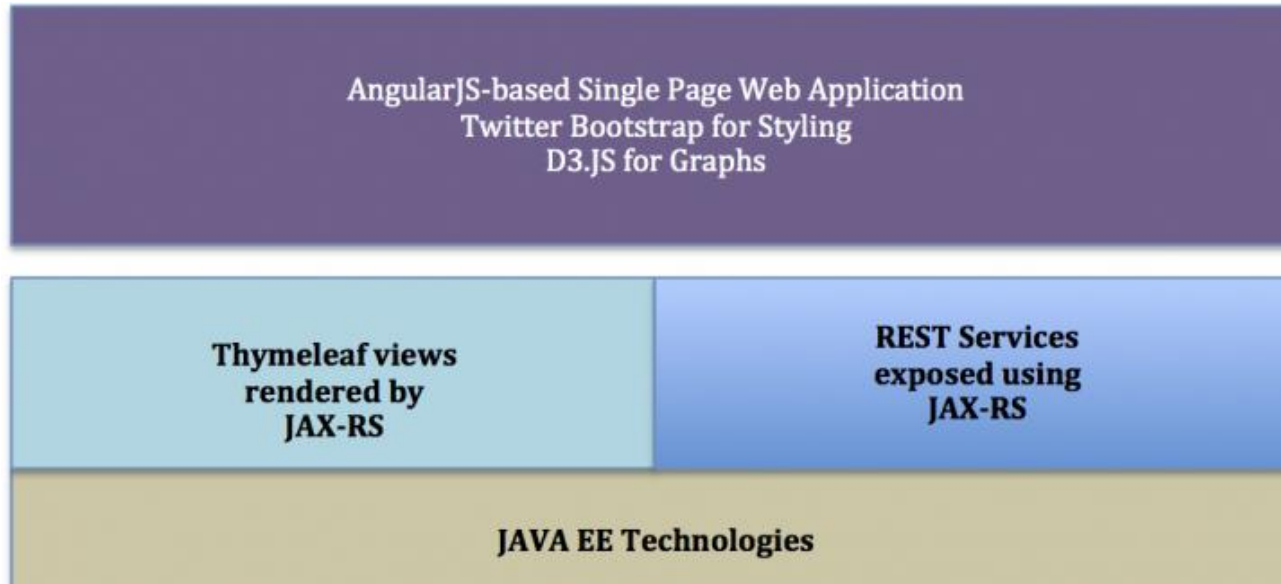 AngularJS-based Single Page Web Application
Twitter Bootstrap for Styling
D3.JS for Graphs
Thymeleaf views
rendered by
JAX-RS
REST Services
exposed using
JAX-RS
JAVA EE Technologies